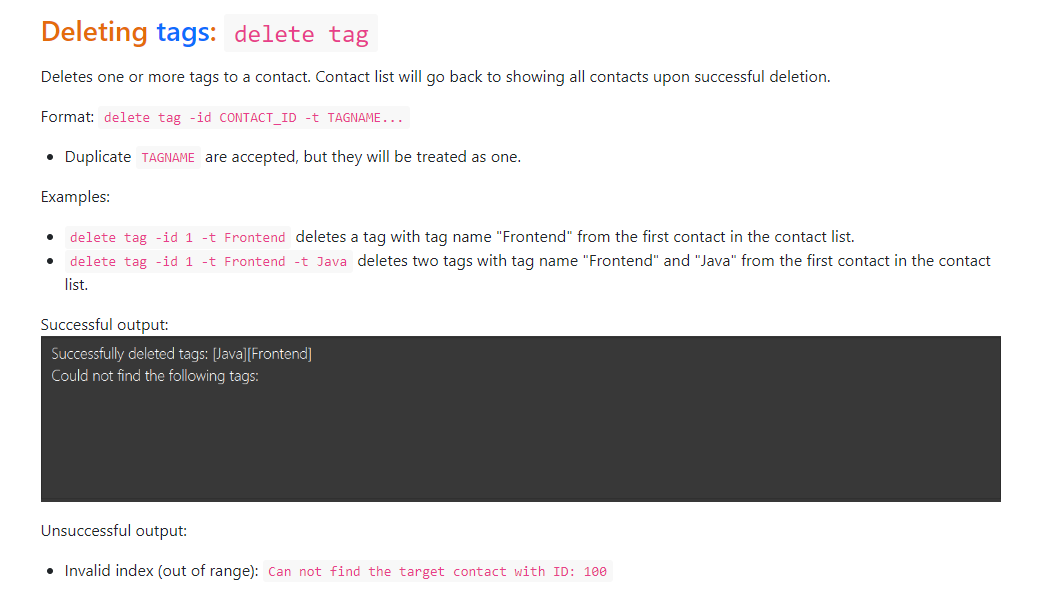 Deleting tags: delete tag
Deletes one or more tags to a contact. Contact list will go back to showing all contacts upon successful deletion.
Format: delete tag -id CONTACT_ID -t TAGNAME...
• Duplicate TAGNAME are accepted, but they will be treated as one.
Examples:
• delete tag -id 1 -t Frontend deletes a tag with tag name "Frontend" from the first contact in the contact list.
• delete tag -id 1 -t Frontend -t Java deletes two tags with tag name "Frontend" and "Java" from the first contact in the contact
list.
Successful output:
Successfully deleted tags: [Java][Frontend]
Could not find the following tags:
Unsuccessful output:
• Invalid index (out of range): Can not find the target contact with ID: 100